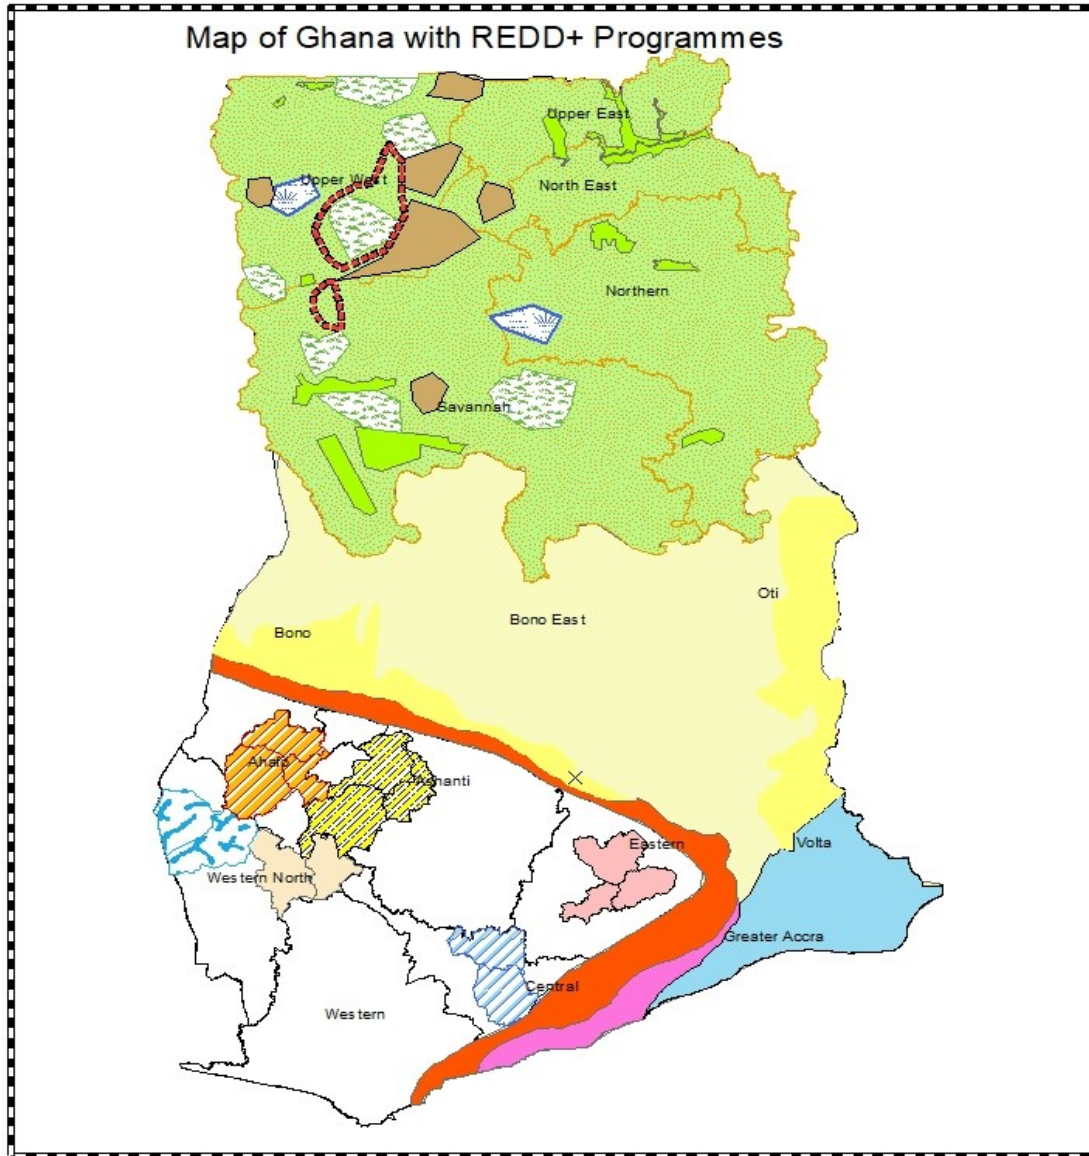 Map of Ghana with REDD+ Programmes
Upper East
Upper West
North East
Northern
Savannah
Oti
Bono East
Bono
Ahafo
Ashanti
Eastern
Volta
Western North
Greater Accra
Central
Western